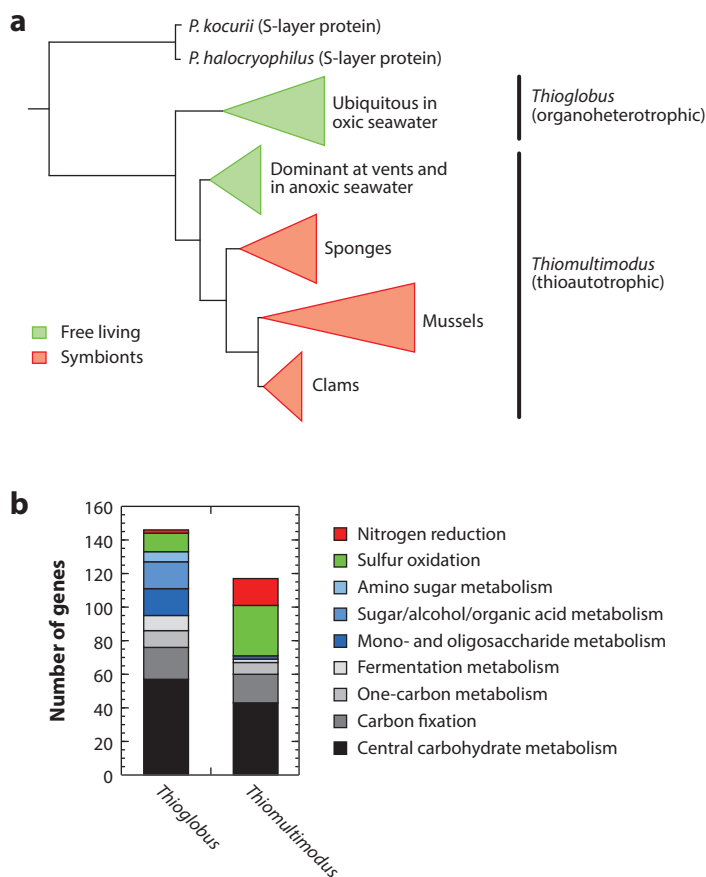 a
P. kocurii (S-layer protein)
P. halocryophilus (S-layer protein)
Ubiquitous in
oxic seawater
Thioglobus
(organoheterotrophic)
Dominant at vents and
in anoxic seawater
Sponges
Thiomultimodus
(thioautotrophic)
Mussels
Free living
Symbionts
Clams
b
Number of genes
160
140
120
100
80
60
40
20
0
Thioglobus
Thiomultimodus
Nitrogen reduction
Sulfur oxidation
Amino sugar metabolism
Sugar/alcohol/organic acid metabolism
Mono- and oligosaccharide metabolism
Fermentation metabolism
One-carbon metabolism
Carbon fixation
Central carbohydrate metabolism